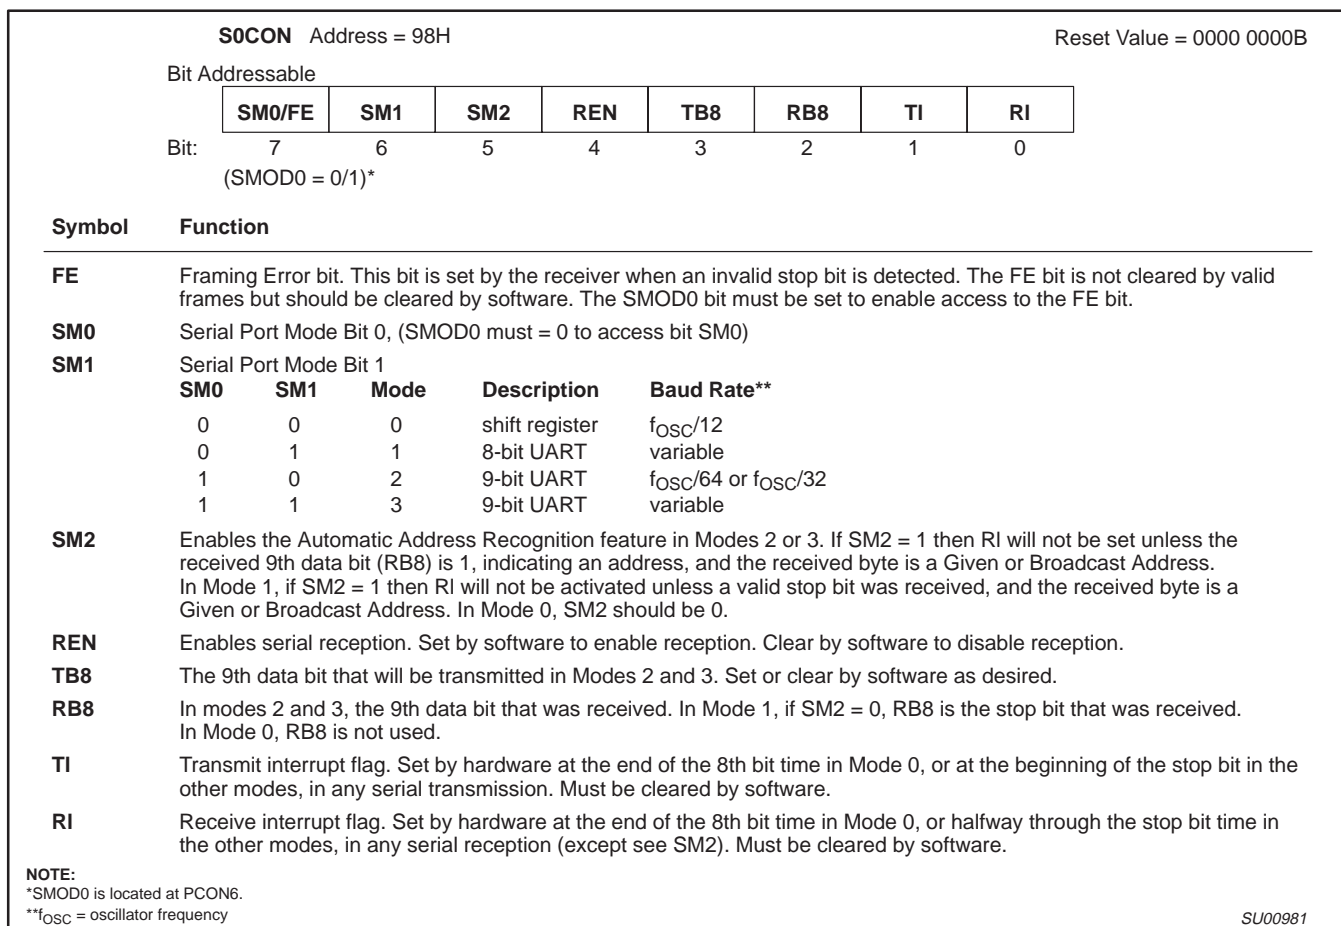 S0CON Address = 98H Reset Value = 0000 0000B
Bit Addressable
SM0/FE SM1 SM2 REN TB8 RB8 TI RI
Bit: 7 6 5 4 3 2 1 0
(SMOD0 = 0/1)*
Symbol Function
FE Framing Error bit. This bit is set by the receiver when an invalid stop bit is detected. The FE bit is not cleared by valid
frames but should be cleared by software. The SMOD0 bit must be set to enable access to the FE bit.
SM0 Serial Port Mode Bit 0, (SMOD0 must = 0 to access bit SM0)
SM1 Serial Port Mode Bit 1
SM0 SM1 Mode Description Baud Rate**
0 0 0 shift register fOSC/12
0 1 1 8-bit UART variable
1 0 2 9-bit UART fOSC/64 or fOSC/32
1 1 3 9-bit UART variable
SM2 Enables the Automatic Address Recognition feature in Modes 2 or 3. If SM2 = 1 then RI will not be set unless the
received 9th data bit (RB8) is 1, indicating an address, and the received byte is a Given or Broadcast Address.
In Mode 1, if SM2 = 1 then RI will not be activated unless a valid stop bit was received, and the received byte is a
Given or Broadcast Address. In Mode 0, SM2 should be 0.
REN Enables serial reception. Set by software to enable reception. Clear by software to disable reception.
TB8 The 9th data bit that will be transmitted in Modes 2 and 3. Set or clear by software as desired.
RB8 In modes 2 and 3, the 9th data bit that was received. In Mode 1, if SM2 = 0, RB8 is the stop bit that was received.
In Mode 0, RB8 is not used.
TI Transmit interrupt flag. Set by hardware at the end of the 8th bit time in Mode 0, or at the beginning of the stop bit in the
other modes, in any serial transmission. Must be cleared by software.
RI Receive interrupt flag. Set by hardware at the end of the 8th bit time in Mode 0, or halfway through the stop bit time in
the other modes, in any serial reception (except see SM2). Must be cleared by software.
NOTE:
*SMOD0 is located at PCON6.
**fOSC = oscillator frequency SU00981